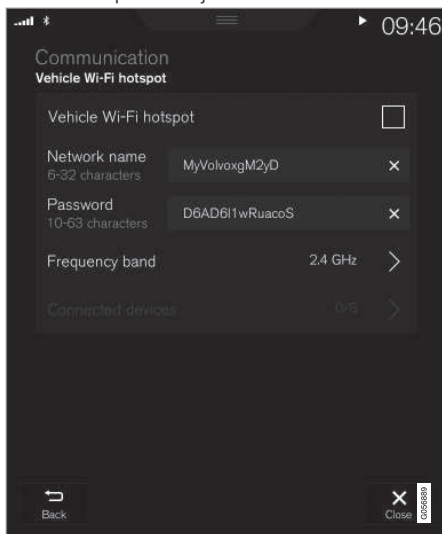 09:46
Communication
Vehicle Wi-Fi hotspot
Vehicle Wi-Fi hotspot
Network name
6-32 characters
MyVolvoxgM2yD
Password
10-63 characters
D6AD6I1wRuacoS
Frequency band
2.4 GHz
Connected devices
0/8
Back
Close
G056889